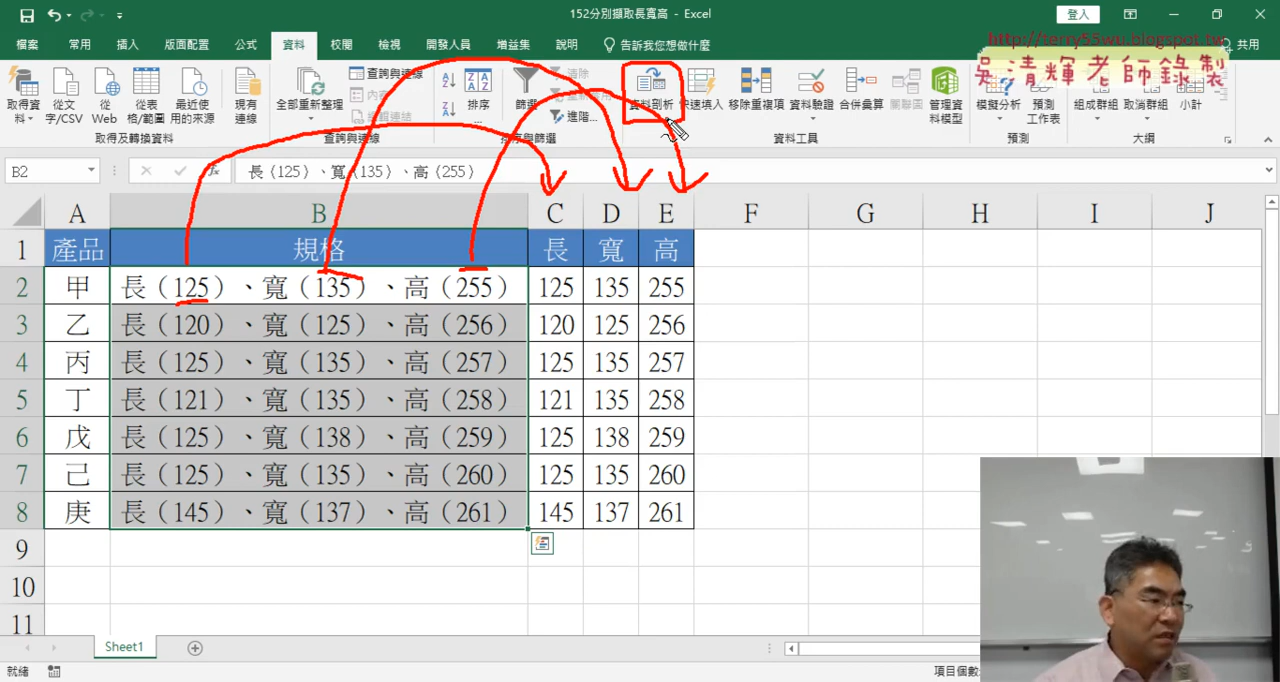 152分別擷取長寬高 - Excel
登入
檔案 常用 插入 版面配置 公式 資料 校閱 檢視 開發人員 增益集 說明 告訴我您想做什麼 共用
http://terry55wu.blogspot.tw
吳清輝老師錄製
取得資料 從文字/CSV 從 Web 從表格/範圍 最近使用的來源 現有連線
取得及轉換資料
全部重新整理 查詢與連線
查詢與連線
排序 篩選 清除 進階...
排序與篩選
資料剖析 快速填入 移除重複項 資料驗證 合併彙算 關聯圖 管理資料模型
資料工具
模擬分析 預測工作表
預測
組成群組 取消群組 小計
大綱
B2 fx 長（125）、寬（135）、高（255）
A B C D E F G H I J
1 產品 規格 長 寬 高
2 甲 長（125）、寬（135）、高（255） 125 135 255
3 乙 長（120）、寬（125）、高（256） 120 125 256
4 丙 長（125）、寬（135）、高（257） 125 135 257
5 丁 長（121）、寬（135）、高（258） 121 135 258
6 戊 長（125）、寬（138）、高（259） 125 138 259
7 己 長（125）、寬（135）、高（260） 125 135 260
8 庚 長（145）、寬（137）、高（261） 145 137 261
9
10
11
Sheet1
就緒
項目個數